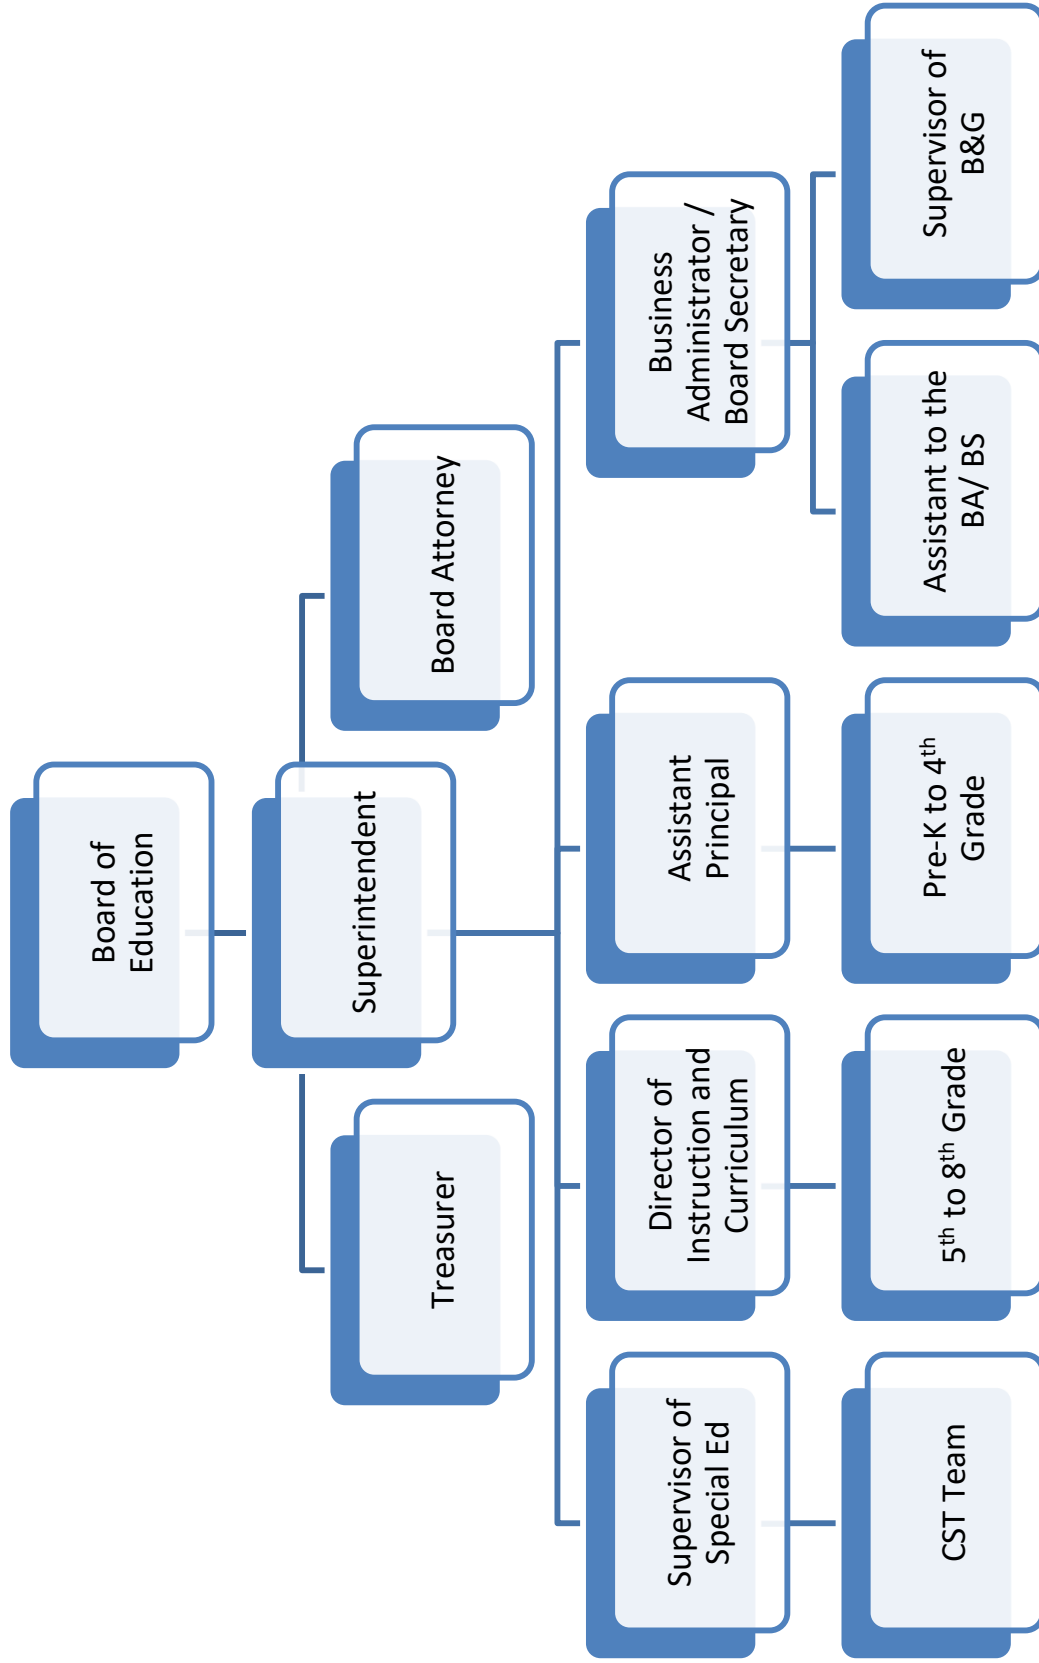 Board of
Education
Superintendent
Treasurer
Board Attorney
Supervisor of
Special Ed
Director of
Instruction and
Curriculum
Assistant
Principal
Business
Administrator /
Board Secretary
CST Team
5th to 8th Grade
Pre-K to 4th
Grade
Assistant to the
BA/ BS
Supervisor of
B&G